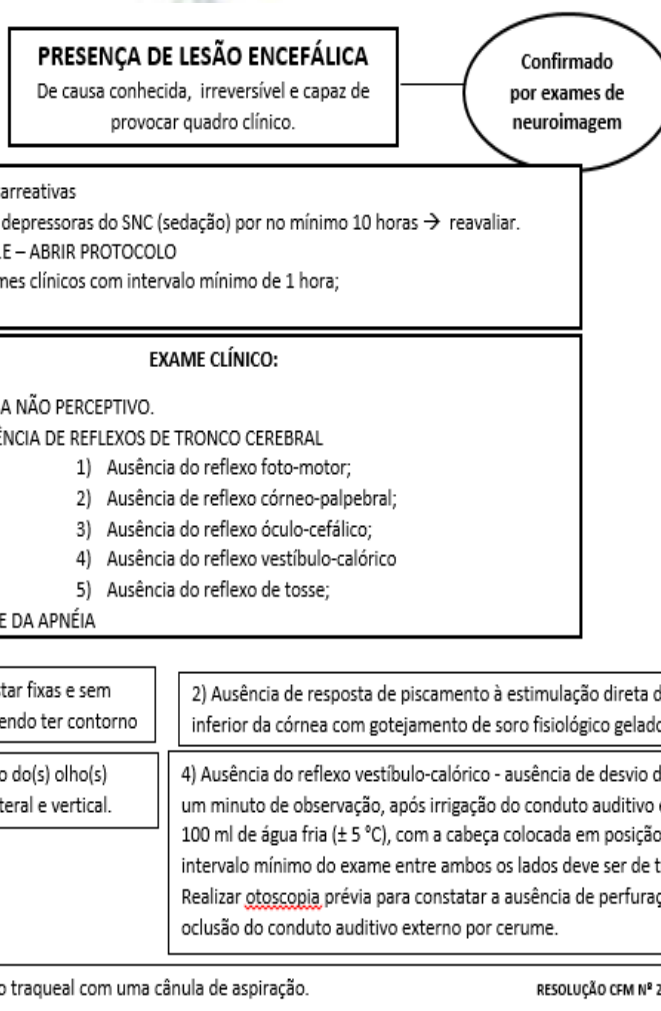 PRESENÇA DE LESÃO ENCEFÁLICA
De causa conhecida, irreversível e capaz de
provocar quadro clínico.
Confirmado
por exames de
neuroimagem
arreativas
depressoras do SNC (sedação) por no mínimo 10 horas → reavaliar.
LE – ABRIR PROTOCOLO
mes clínicos com intervalo mínimo de 1 hora;
EXAME CLÍNICO:
A NÃO PERCEPTIVO.
ÊNCIA DE REFLEXOS DE TRONCO CEREBRAL
1) Ausência do reflexo foto-motor;
2) Ausência de reflexo córneo-palpebral;
3) Ausência do reflexo óculo-cefálico;
4) Ausência do reflexo vestíbulo-calórico
5) Ausência do reflexo de tosse;
E DA APNÉIA
star fixas e sem
endo ter contorno
2) Ausência de resposta de piscamento à estimulação direta d
inferior da córnea com gotejamento de soro fisiológico gelado
o do(s) olho(s)
teral e vertical.
4) Ausência do reflexo vestíbulo-calórico - ausência de desvio d
um minuto de observação, após irrigação do conduto auditivo e
100 ml de água fria (± 5 °C), com a cabeça colocada em posição
intervalo mínimo do exame entre ambos os lados deve ser de t
Realizar otoscopia prévia para constatar a ausência de perfuraç
oclusão do conduto auditivo externo por cerume.
o traqueal com uma cânula de aspiração.
RESOLUÇÃO CFM Nº 2